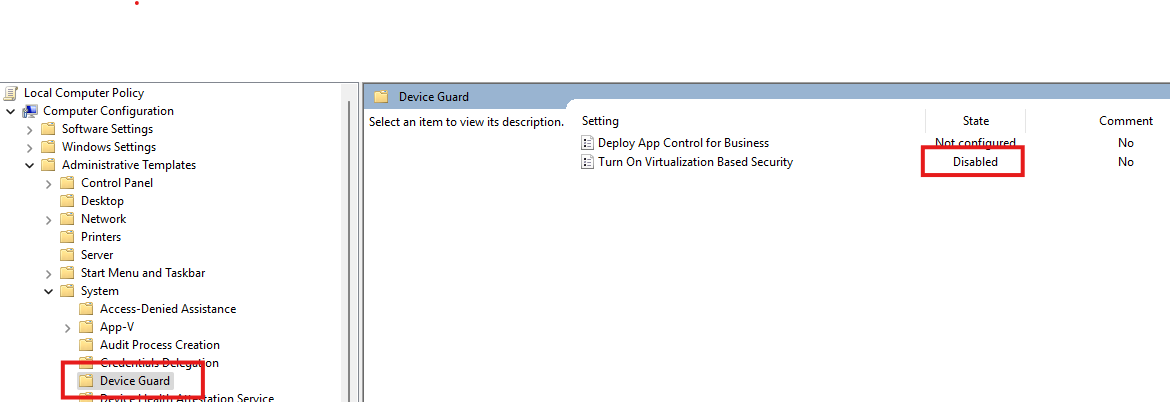 Local Computer Policy
Computer Configuration
Software Settings
Windows Settings
Administrative Templates
Control Panel
Desktop
Network
Printers
Server
Start Menu and Taskbar
System
Access-Denied Assistance
App-V
Audit Process Creation
Credentials Delegation
Device Guard
Device Health Attestation Service
Device Guard
Select an item to view its description.
Setting State Comment
Deploy App Control for Business Not configured No
Turn On Virtualization Based Security Disabled No